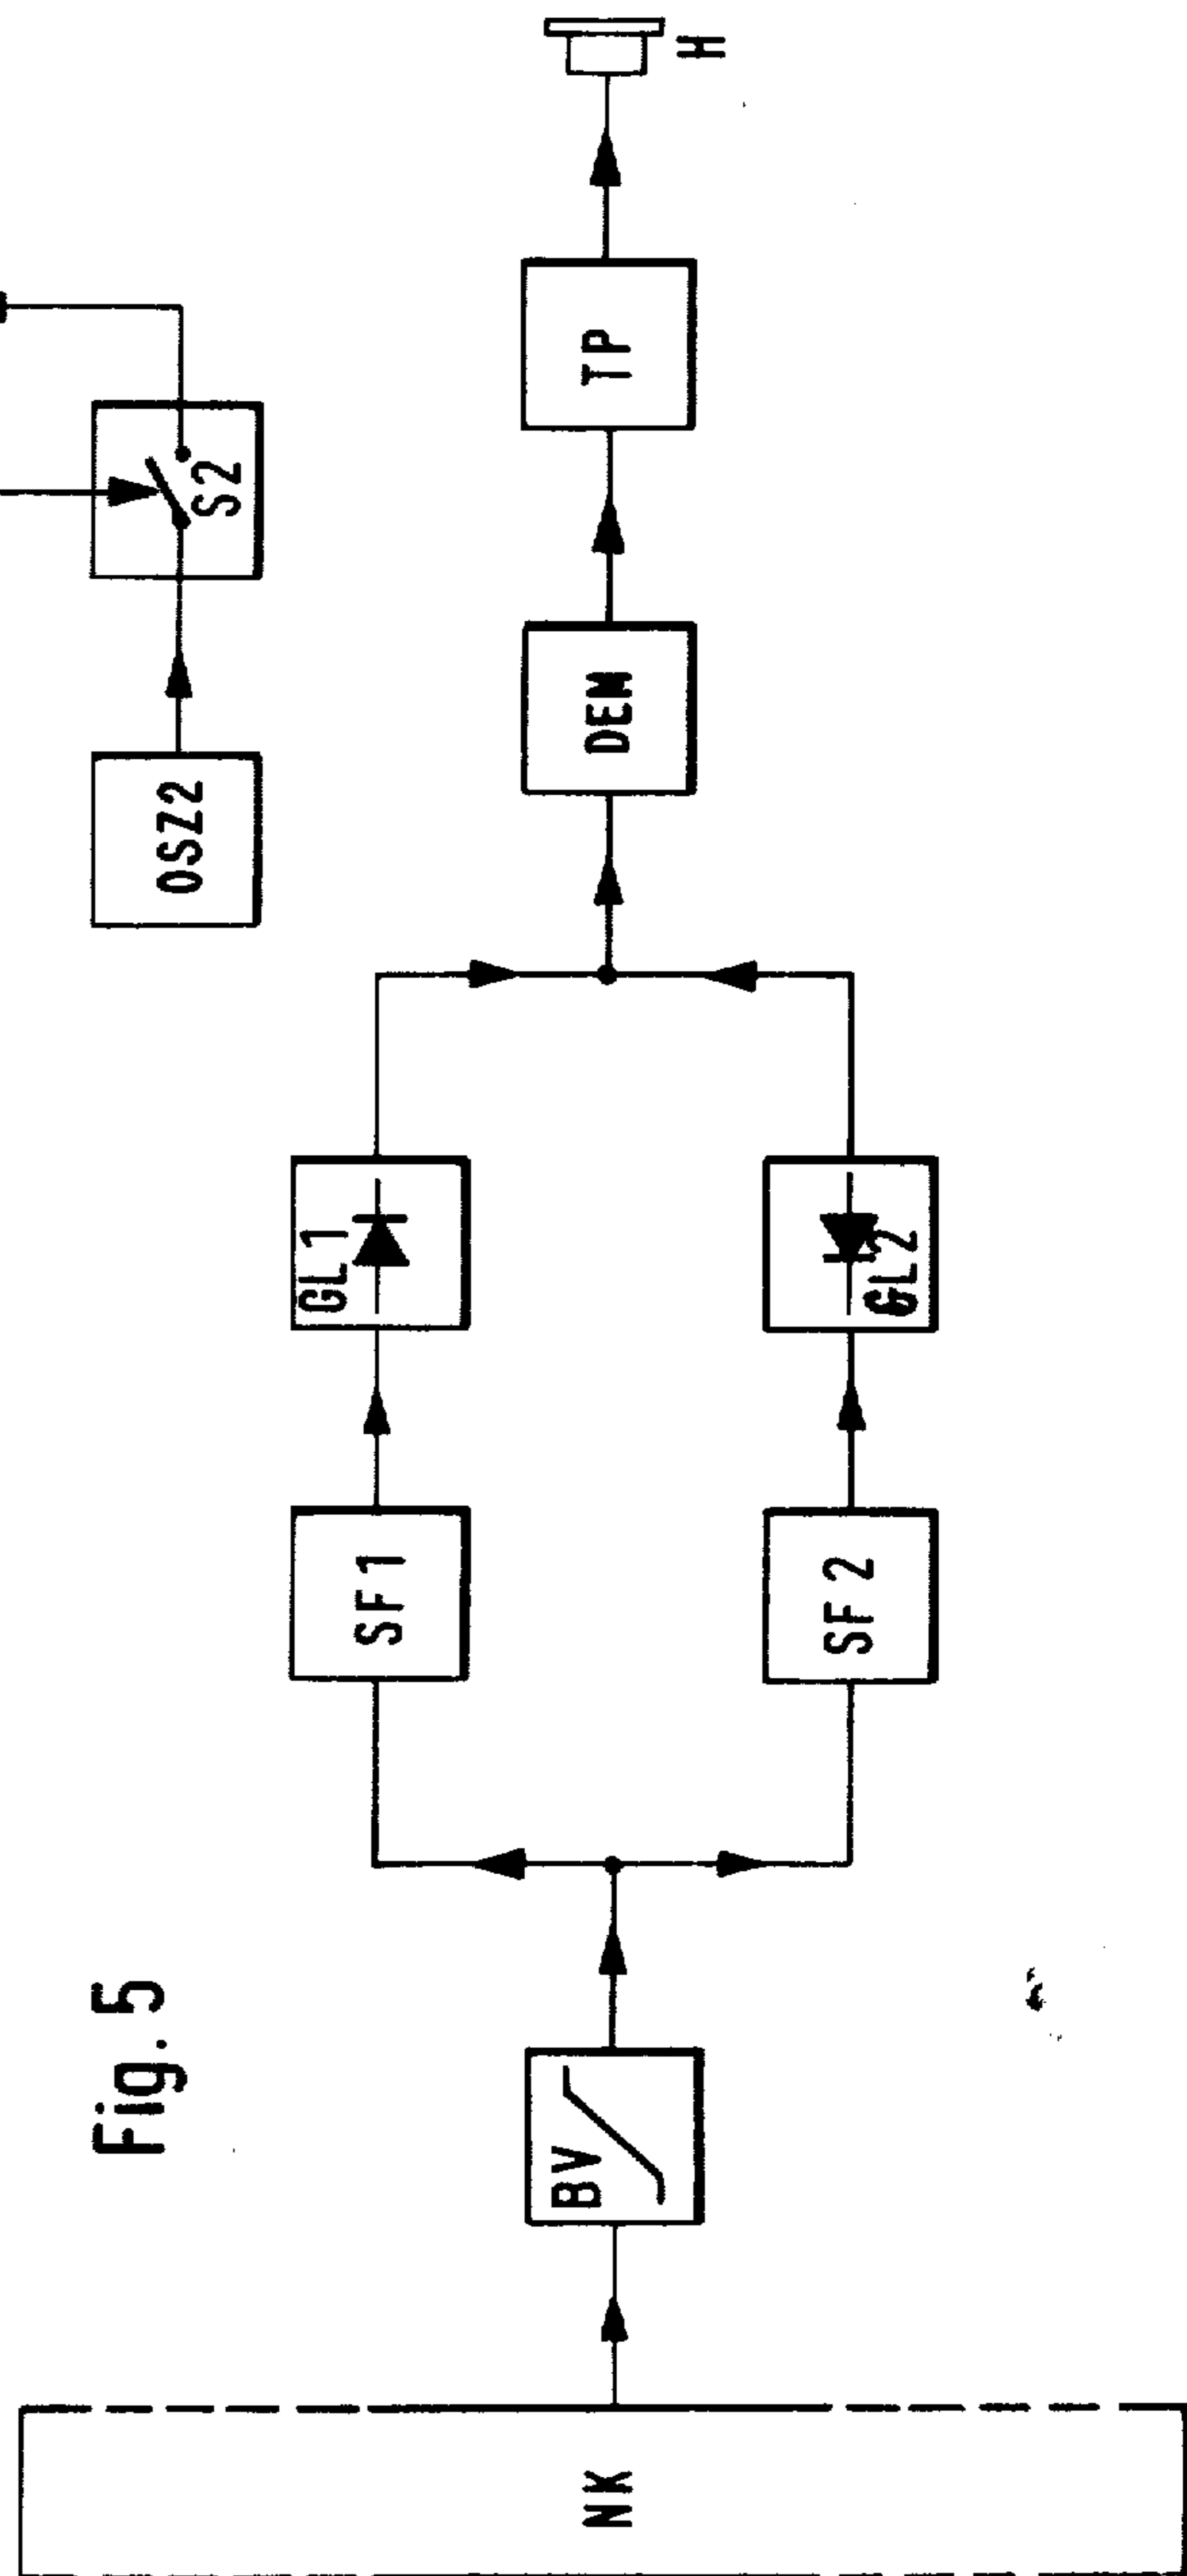 Fig. 5
OSZ2
S2
NK
BV
SF1
GL1
SF2
GL2
DEM
TP
H